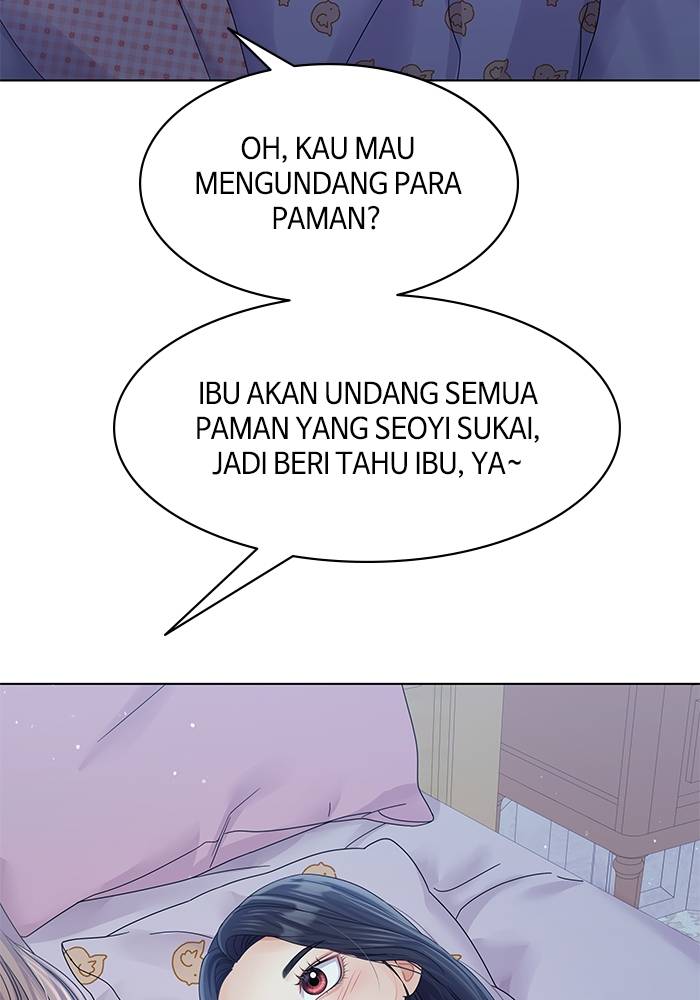 OH, KAU MAU
MENGUNDANG PARA
PAMAN?
IBU AKAN UNDANG SEMUA
PAMAN YANG SEOYI SUKAI,
JADI BERI TAHU IBU, YA~